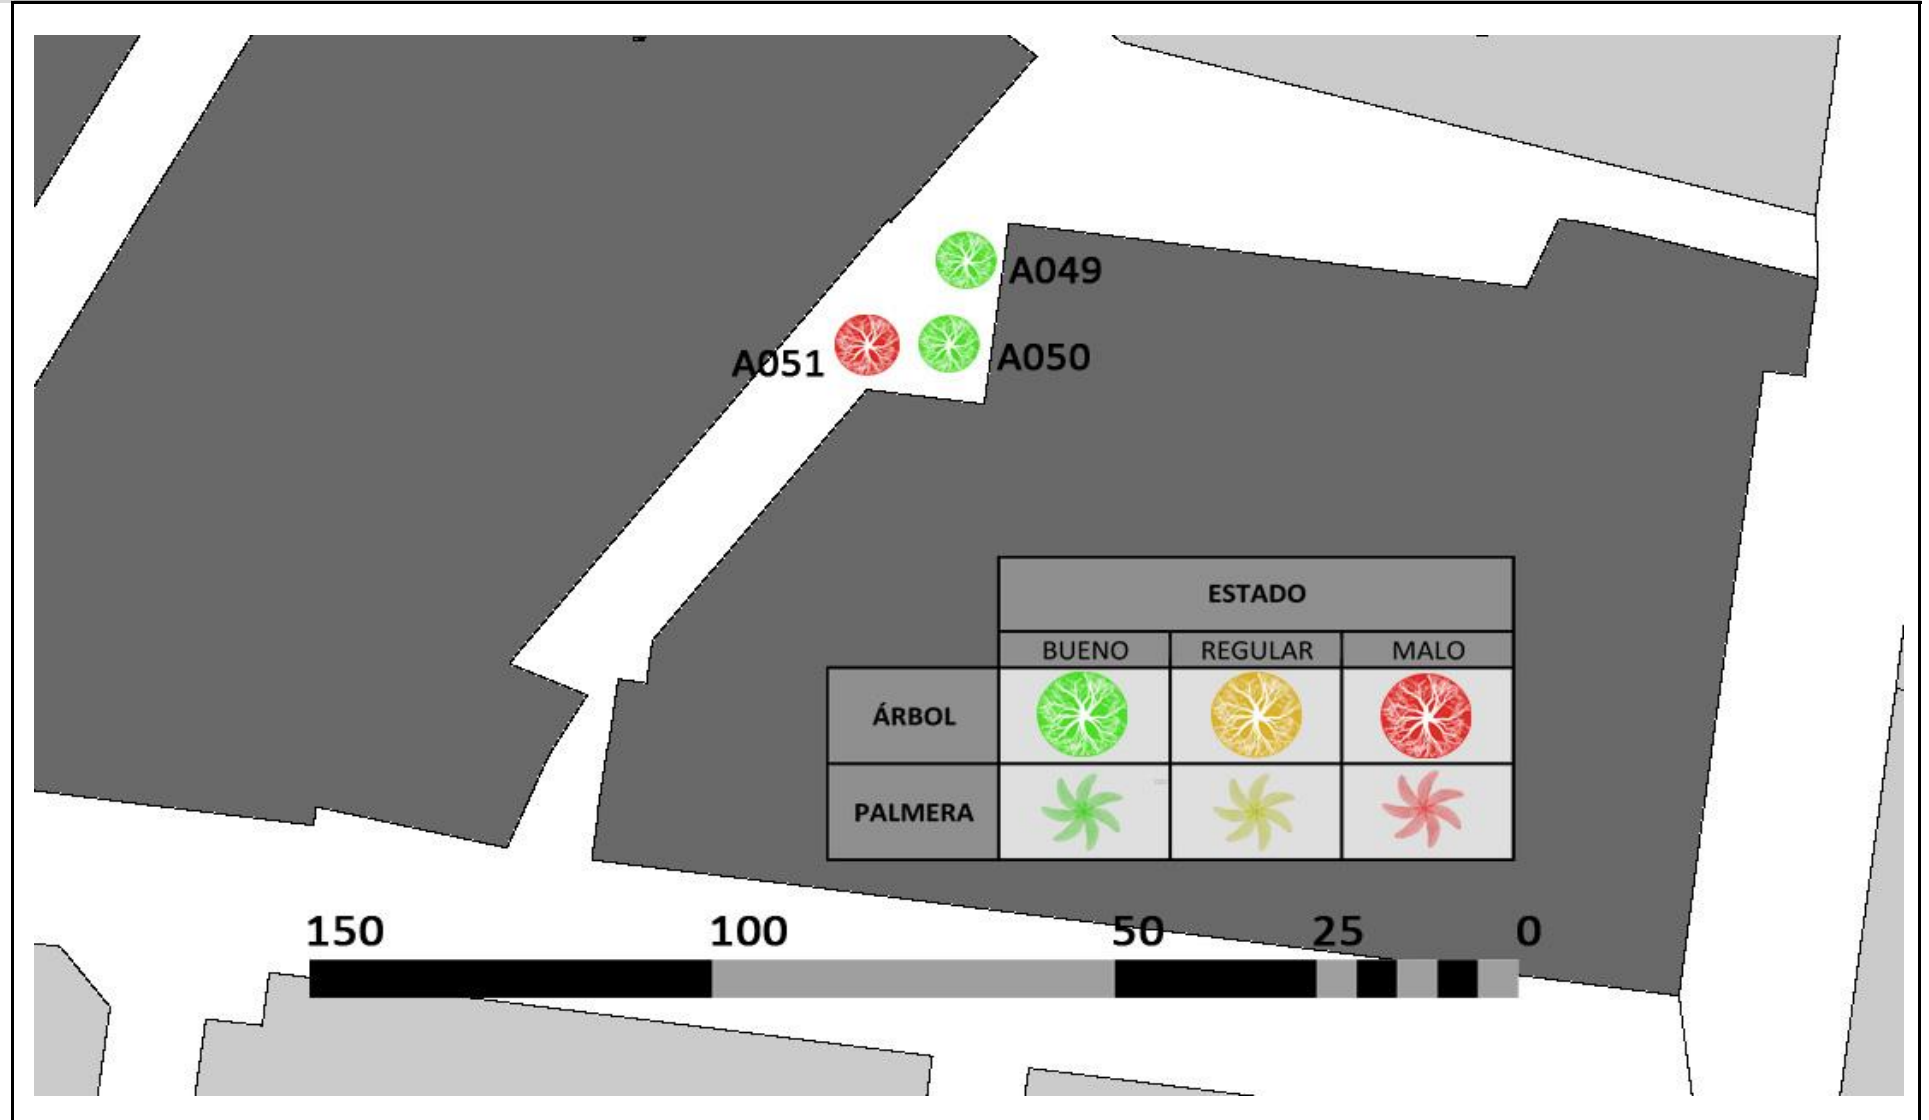 A049
A051
A050
ESTADO
BUENO REGULAR MALO
ÁRBOL
PALMERA
150 100 50 25 0